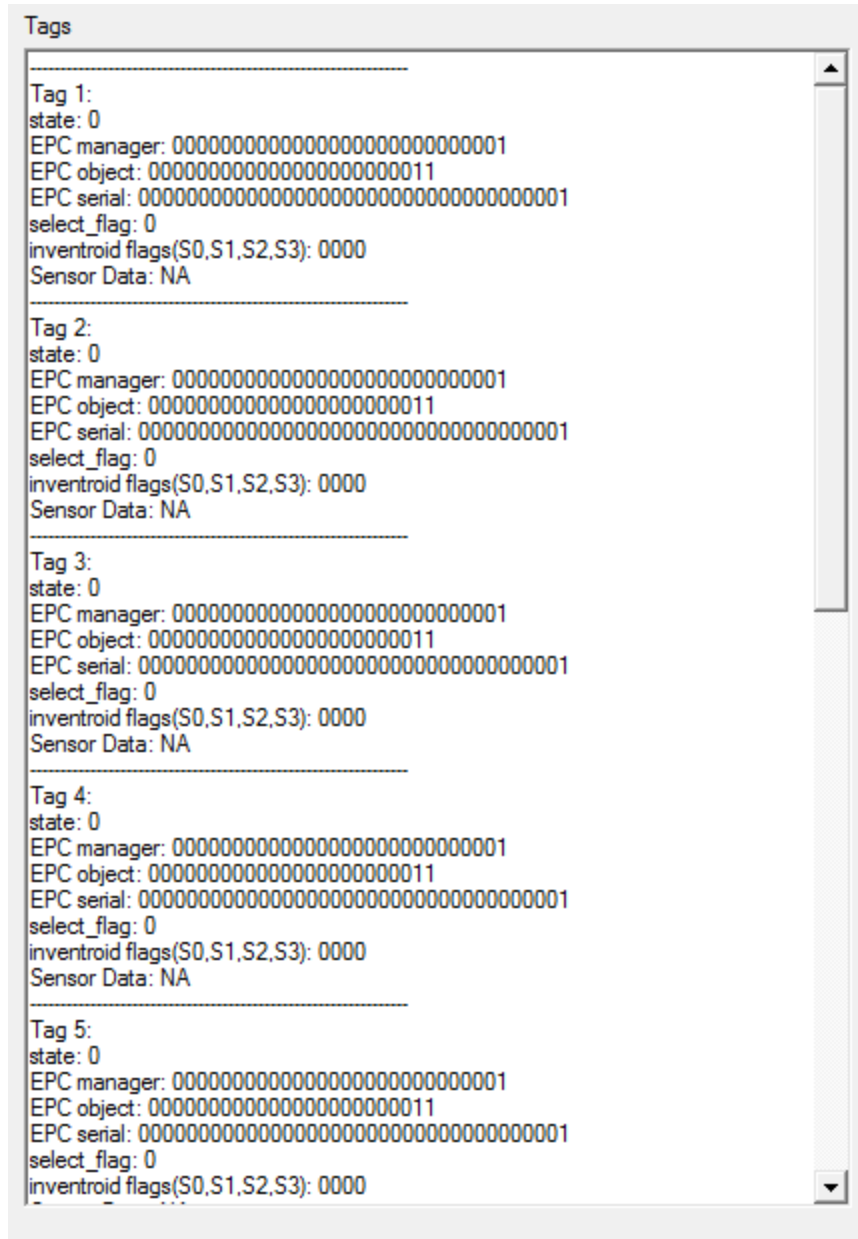 Tags
Tag 1:
state: 0
EPC manager: 0000000000000000000000000001
EPC object: 000000000000000000000011
EPC serial: 000000000000000000000000000000000001
select_flag: 0
inventroid flags(S0,S1,S2,S3): 0000
Sensor Data: NA
Tag 2:
state: 0
EPC manager: 0000000000000000000000000001
EPC object: 000000000000000000000011
EPC serial: 000000000000000000000000000000000001
select_flag: 0
inventroid flags(S0,S1,S2,S3): 0000
Sensor Data: NA
Tag 3:
state: 0
EPC manager: 0000000000000000000000000001
EPC object: 000000000000000000000011
EPC serial: 000000000000000000000000000000000001
select_flag: 0
inventroid flags(S0,S1,S2,S3): 0000
Sensor Data: NA
Tag 4:
state: 0
EPC manager: 0000000000000000000000000001
EPC object: 000000000000000000000011
EPC serial: 000000000000000000000000000000000001
select_flag: 0
inventroid flags(S0,S1,S2,S3): 0000
Sensor Data: NA
Tag 5:
state: 0
EPC manager: 0000000000000000000000000001
EPC object: 000000000000000000000011
EPC serial: 000000000000000000000000000000000001
select_flag: 0
inventroid flags(S0,S1,S2,S3): 0000